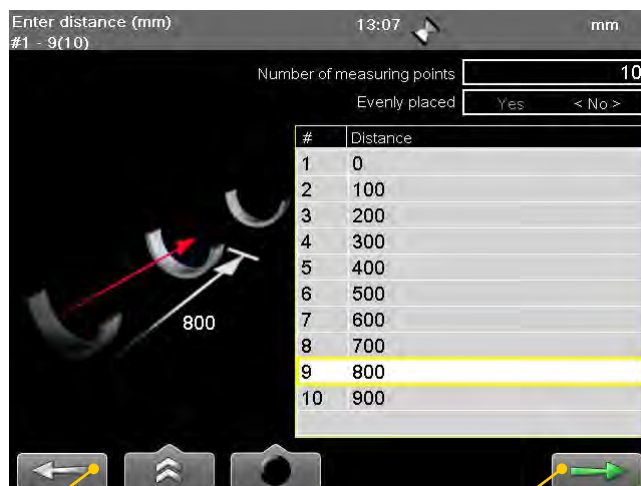 Enter distance (mm) 13:07 mm
#1 - 9(10)
Number of measuring points 10
Evenly placed Yes < No >
# Distance
1 0
2 100
3 200
4 300
5 400
6 500
7 600
8 700
9 800
10 900
800